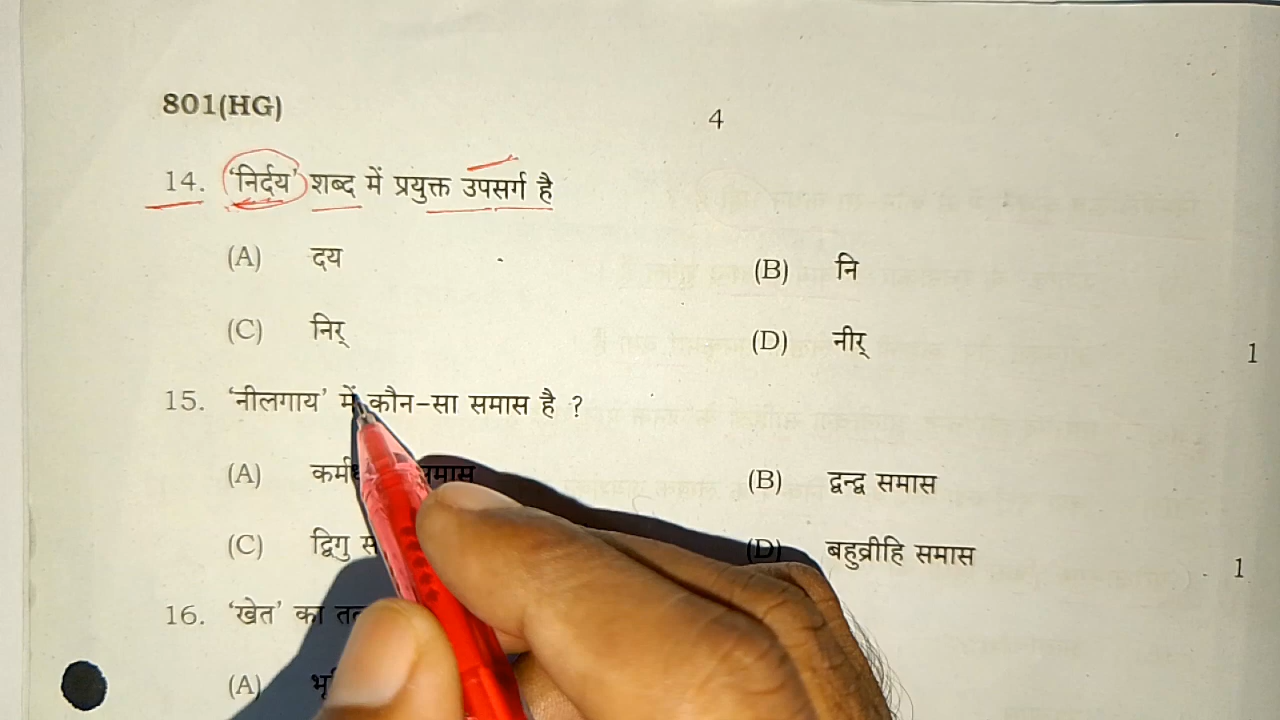 801(HG)
4
14. 'निर्दय' शब्द में प्रयुक्त उपसर्ग है
(A) दय (B) नि
(C) निर् (D) नीर् 1
15. 'नीलगाय' में कौन-सा समास है ?
(A) समास (B) द्वन्द्व समास
(C) द्विगु (D) बहुव्रीहि समास 1
16. 'खेत' का
(A)